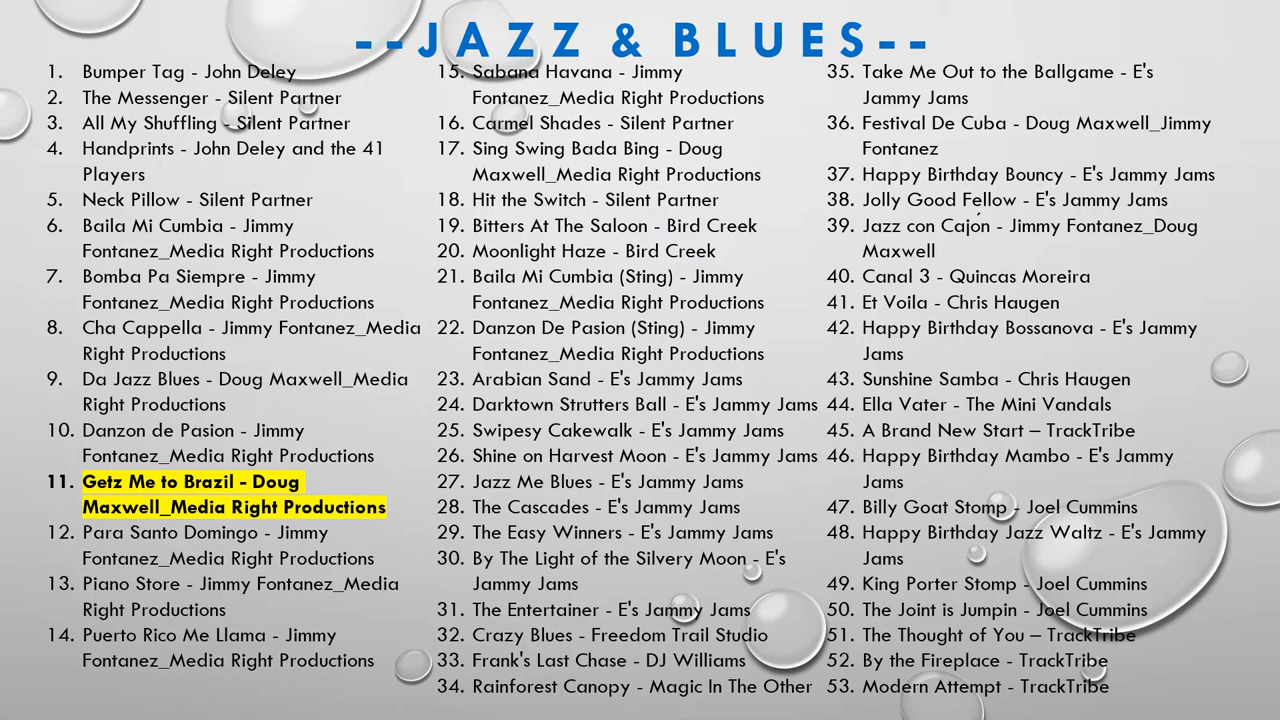 --JAZZ & BLUES--
1. Bumper Tag - John Deley
2. The Messenger - Silent Partner
3. All My Shuffling - Silent Partner
4. Handprints - John Deley and the 41
Players
5. Neck Pillow - Silent Partner
6. Baila Mi Cumbia - Jimmy
Fontanez_Media Right Productions
7. Bomba Pa Siempre - Jimmy
Fontanez_Media Right Productions
8. Cha Cappella - Jimmy Fontanez_Media
Right Productions
9. Da Jazz Blues - Doug Maxwell_Media
Right Productions
10. Danzon de Pasion - Jimmy
Fontanez_Media Right Productions
11. Getz Me to Brazil - Doug
Maxwell_Media Right Productions
12. Para Santo Domingo - Jimmy
Fontanez_Media Right Productions
13. Piano Store - Jimmy Fontanez_Media
Right Productions
14. Puerto Rico Me Llama - Jimmy
Fontanez_Media Right Productions
15. Sabana Havana - Jimmy
Fontanez_Media Right Productions
16. Carmel Shades - Silent Partner
17. Sing Swing Bada Bing - Doug
Maxwell_Media Right Productions
18. Hit the Switch - Silent Partner
19. Bitters At The Saloon - Bird Creek
20. Moonlight Haze - Bird Creek
21. Baila Mi Cumbia (Sting) - Jimmy
Fontanez_Media Right Productions
22. Danzon De Pasion (Sting) - Jimmy
Fontanez_Media Right Productions
23. Arabian Sand - E's Jammy Jams
24. Darktown Strutters Ball - E's Jammy Jams
25. Swipesy Cakewalk - E's Jammy Jams
26. Shine on Harvest Moon - E's Jammy Jams
27. Jazz Me Blues - E's Jammy Jams
28. The Cascades - E's Jammy Jams
29. The Easy Winners - E's Jammy Jams
30. By The Light of the Silvery Moon - E's
Jammy Jams
31. The Entertainer - E's Jammy Jams
32. Crazy Blues - Freedom Trail Studio
33. Frank's Last Chase - DJ Williams
34. Rainforest Canopy - Magic In The Other
35. Take Me Out to the Ballgame - E's
Jammy Jams
36. Festival De Cuba - Doug Maxwell_Jimmy
Fontanez
37. Happy Birthday Bouncy - E's Jammy Jams
38. Jolly Good Fellow - E's Jammy Jams
39. Jazz con Cajón - Jimmy Fontanez_Doug
Maxwell
40. Canal 3 - Quincas Moreira
41. Et Voila - Chris Haugen
42. Happy Birthday Bossanova - E's Jammy
Jams
43. Sunshine Samba - Chris Haugen
44. Ella Vater - The Mini Vandals
45. A Brand New Start – TrackTribe
46. Happy Birthday Mambo - E's Jammy
Jams
47. Billy Goat Stomp - Joel Cummins
48. Happy Birthday Jazz Waltz - E's Jammy
Jams
49. King Porter Stomp - Joel Cummins
50. The Joint is Jumpin - Joel Cummins
51. The Thought of You – TrackTribe
52. By the Fireplace - TrackTribe
53. Modern Attempt - TrackTribe